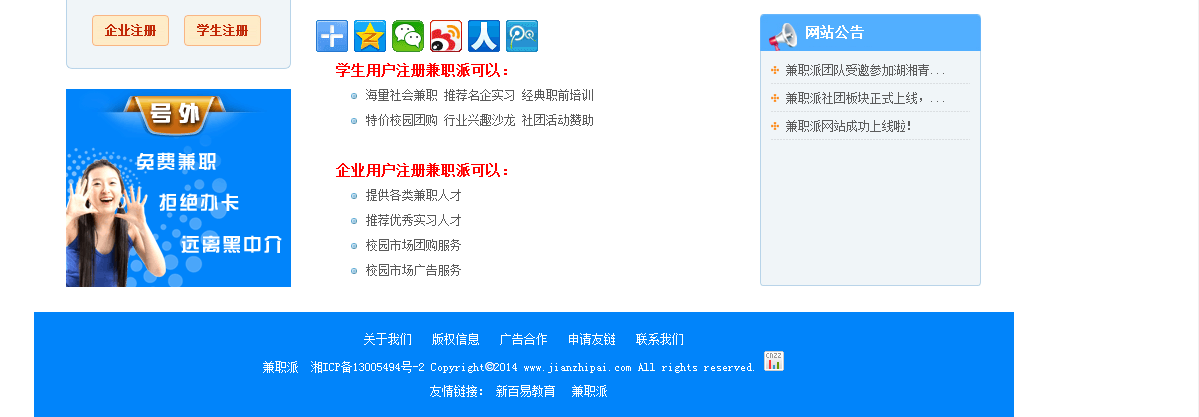 企业注册 学生注册
号外
免费兼职
拒绝办卡
远离黑中介
学生用户注册兼职派可以：
海量社会兼职 推荐名企实习 经典职前培训
特价校园团购 行业兴趣沙龙 社团活动赞助
企业用户注册兼职派可以：
提供各类兼职人才
推荐优秀实习人才
校园市场团购服务
校园市场广告服务
网站公告
兼职派团队受邀参加湖湘青...
兼职派社团板块正式上线，...
兼职派网站成功上线啦!
关于我们 版权信息 广告合作 申请友链 联系我们
兼职派 湘ICP备13005494号-2 Copyright©2014 www.jianzhipai.com All rights reserved. CNZZ
友情链接： 新百易教育 兼职派